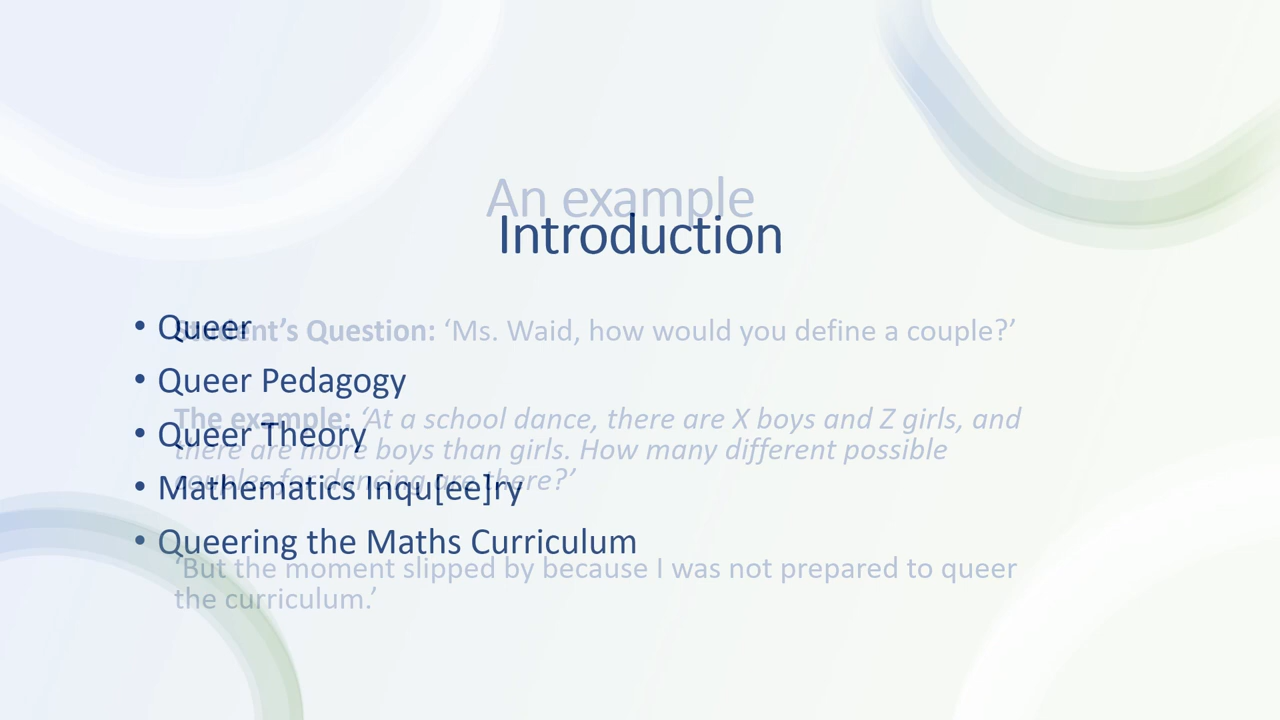 An example
Introduction
• Queer
Student’s Question: ‘Ms. Waid, how would you define a couple?’
• Queer Pedagogy
The example: ‘At a school dance, there are X boys and Z girls, and
• Queer Theory
there are more boys than girls. How many different possible
couples for dancing are there?’
• Mathematics Inqu[ee]ry
• Queering the Maths Curriculum
‘But the moment slipped by because I was not prepared to queer
the curriculum.’